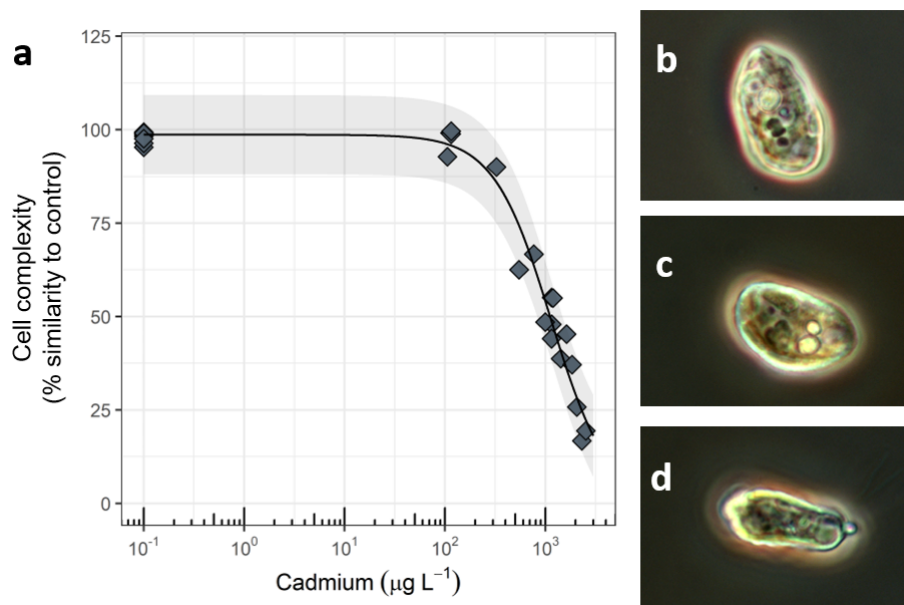 a
125
100
75
50
25
0
Cell complexity
(% similarity to control)
10⁻¹ 10⁰ 10¹ 10² 10³
Cadmium (μg L⁻¹)
b
c
d